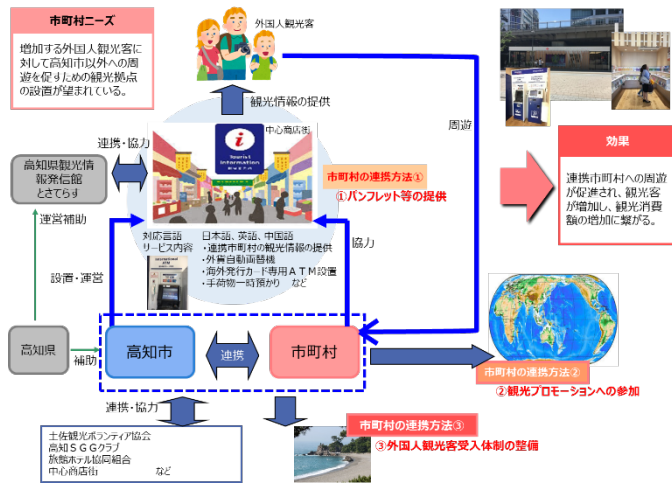 市町村ニーズ
増加する外国人観光客に
対して高知市以外への周
遊を促すための観光拠点
の設置が望まれている。
外国人観光客
観光情報の提供
中心商店街
Tourist
Information
連携・協力
高知県観光情
報発信館
とさてらす
運営補助
市町村の連携方法①
①パンフレット等の提供
周遊
効果
連携市町村への周遊
が促進され、観光客
が増加し、観光消費
額の増加に繋がる。
対応言語 日本語、英語、中国語
サービス内容 ・連携市町村の観光情報の提供
・外貨自動両替機
・海外発行カード専用ATM設置
・手荷物一時預かり など
設置・運営
協力
高知県
補助
高知市
連携
市町村
市町村の連携方法②
②観光プロモーションへの参加
連携・協力
市町村の連携方法③
③外国人観光客受入体制の整備
土佐観光ボランティア協会
高知SGGクラブ
旅館ホテル協同組合
中心商店街 など